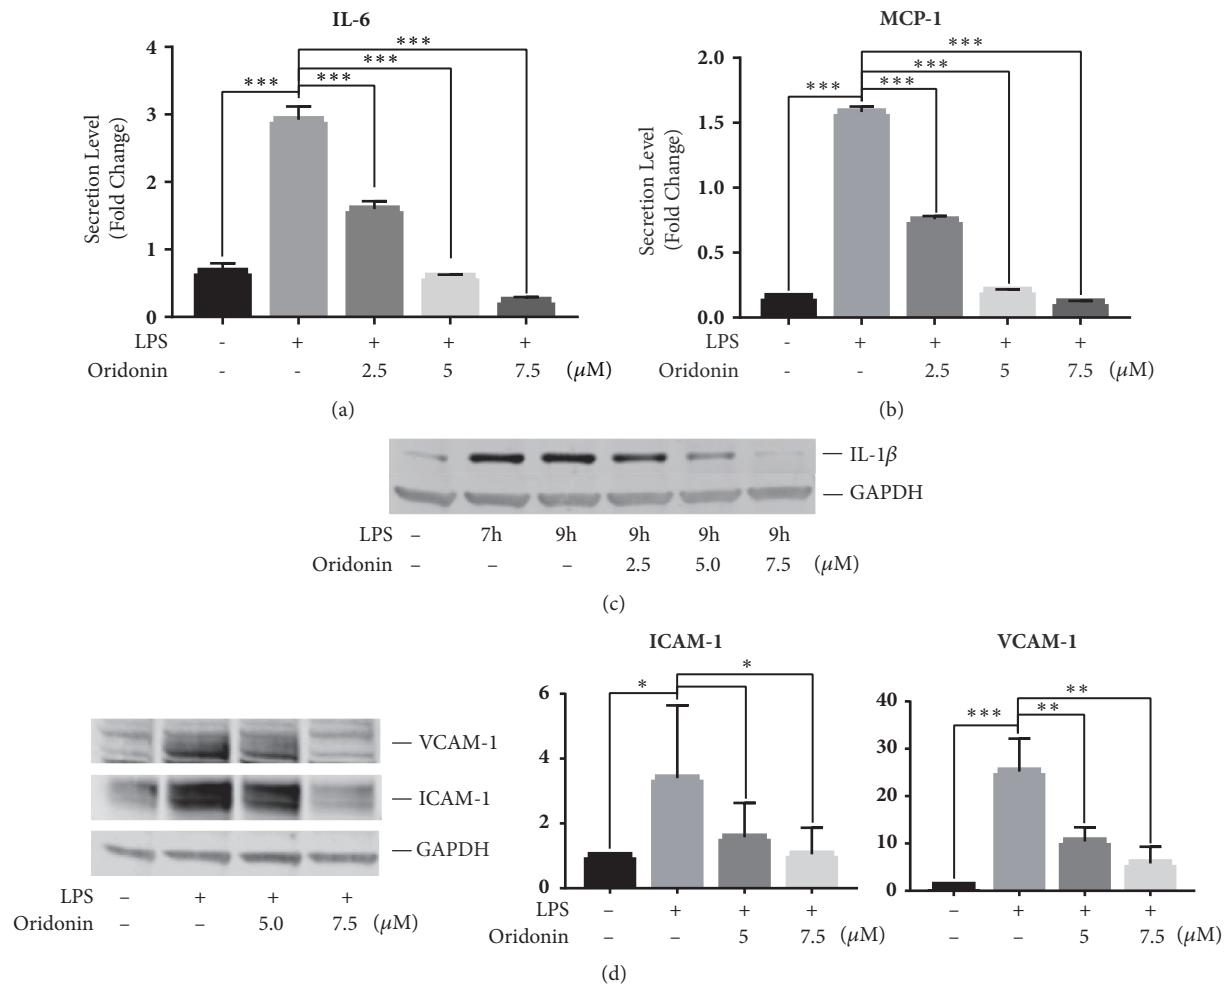 IL-6
4
3
2
1
0
Secretion Level
(Fold Change)
***
***
***
***
LPS - + + + +
Oridonin - - 2.5 5 7.5 (μM)
(a)
MCP-1
2.0
1.5
1.0
0.5
0.0
Secretion Level
(Fold Change)
***
***
***
***
LPS - + + + +
Oridonin - - 2.5 5 7.5 (μM)
(b)
IL-1β
GAPDH
LPS – 7h 9h 9h 9h 9h
Oridonin – – – 2.5 5.0 7.5 (μM)
(c)
VCAM-1
ICAM-1
GAPDH
LPS – + + +
Oridonin – – 5.0 7.5 (μM)
ICAM-1
6
4
2
0
*
*
LPS – + + +
Oridonin – – 5 7.5 (μM)
VCAM-1
40
30
20
10
0
**
**
***
– + + +
– – 5 7.5 (μM)
(d)